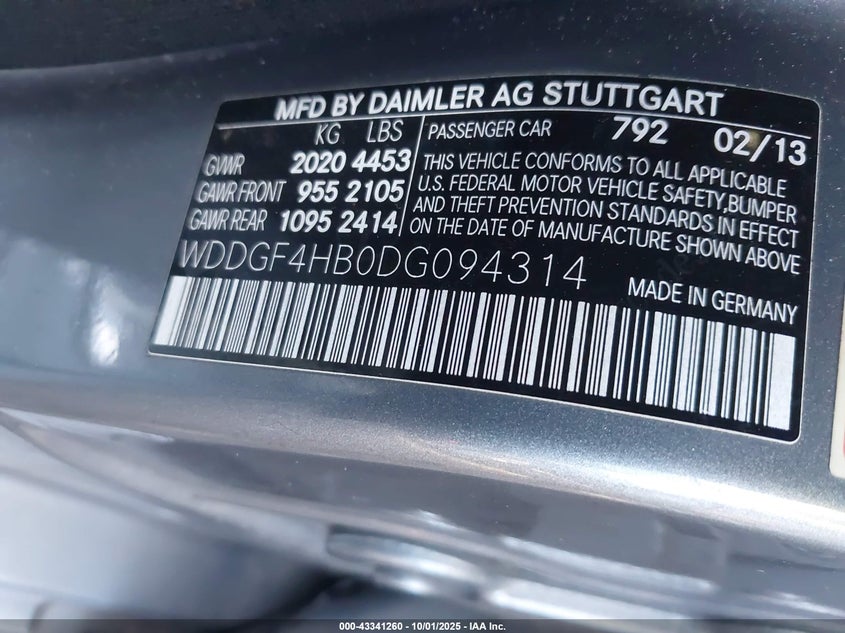 MFD BY DAIMLER AG STUTTGART
KG LBS
GVWR 2020 4453
GAWR FRONT 955 2105
GAWR REAR 1095 2414
PASSENGER CAR 792 02/13
THIS VEHICLE CONFORMS TO ALL APPLICABLE
U.S. FEDERAL MOTOR VEHICLE SAFETY,BUMPER
AND THEFT PREVENTION STANDARDS IN EFFECT
ON THE DATE OF MANUFACTURE SHOWN ABOVE
WDDGF4HB0DG094314
MADE IN GERMANY
000-43341260 - 10/01/2025 - IAA Inc.